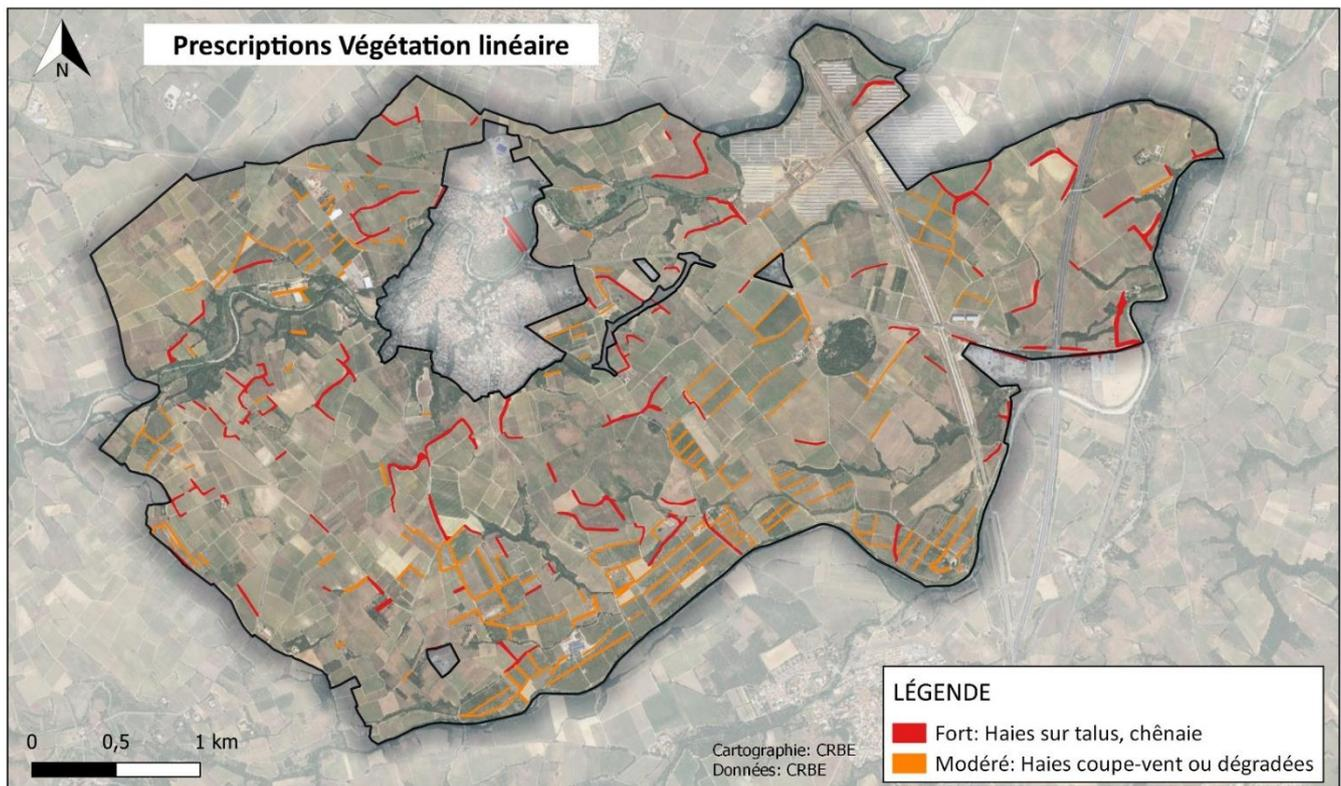 Prescriptions Végétation linéaire
N
LÉGENDE
Fort: Haies sur talus, chênaie
Modéré: Haies coupe-vent ou dégradées
0 0,5 1 km
Cartographie: CRBE
Données: CRBE